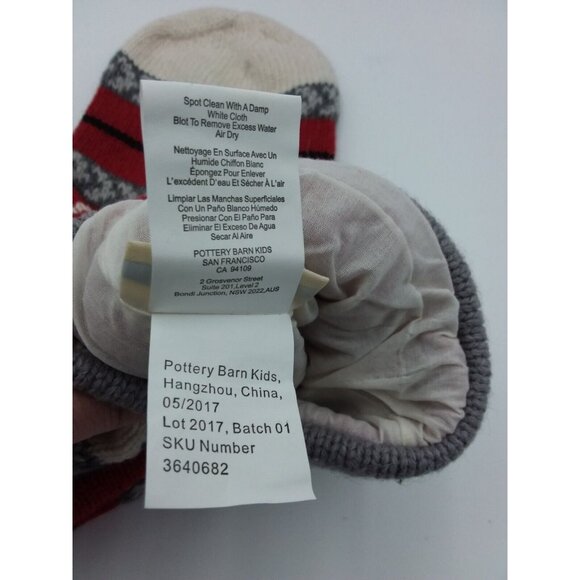 Spot Clean With A Damp
White Cloth
Blot To Remove Excess Water
Air Dry
Nettoyage En Surface Avec Un
Humide Chiffon Blanc
Épongez Pour Enlever
L'excédent D'eau Et Sécher À L'air
Limpiar Las Manchas Superficiales
Con Un Paño Blanco Húmedo
Presionar Con El Paño Para
Eliminar El Exceso De Agua
Secar Al Aire
POTTERY BARN KIDS
SAN FRANCISCO
CA 94109
2 Grosvenor Street
Suite 201,Level 2
Bondi Junction, NSW 2022,AUS
Pottery Barn Kids,
Hangzhou, China,
05/2017
Lot 2017, Batch 01
SKU Number
3640682